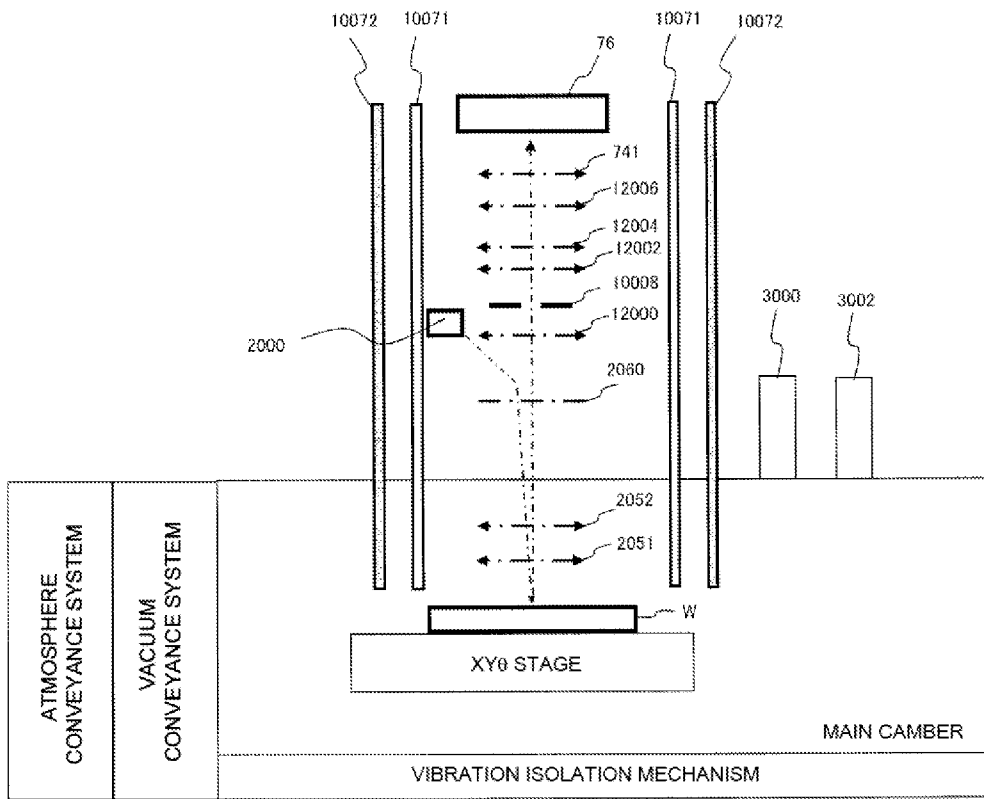 10072
10071
10071
10072
76
741
12006
12004
12002
10008
12000
3000
3002
2000
2060
2052
2051
W
XYθ STAGE
ATMOSPHERE
CONVEYANCE SYSTEM
VACUUM
CONVEYANCE SYSTEM
MAIN CAMBER
VIBRATION ISOLATION MECHANISM